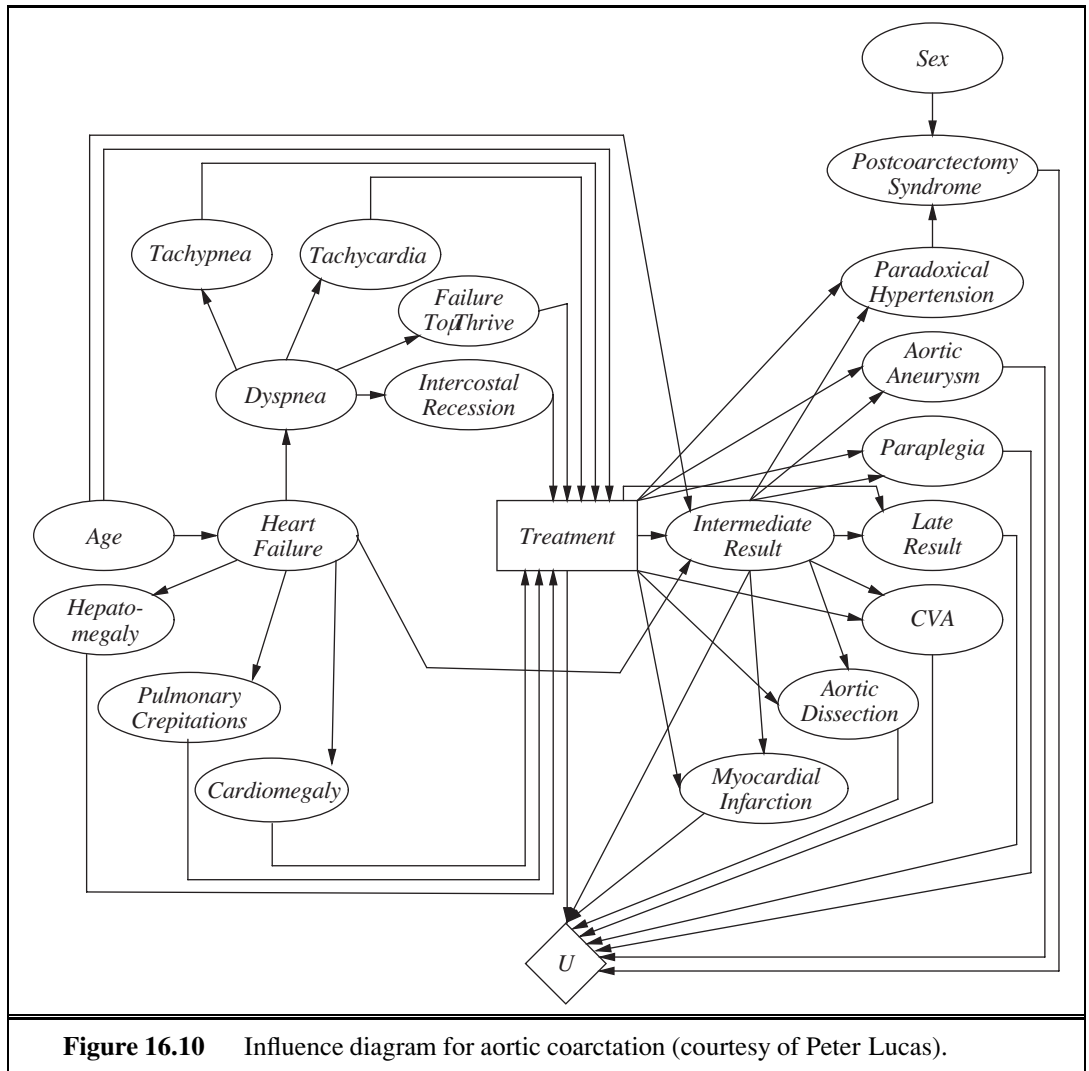 Sex
Postcoarctectomy
Syndrome
Tachypnea
Tachycardia
Paradoxical
Hypertension
Failure
ToμThrive
Aortic
Aneurysm
Dyspnea
Intercostal
Recession
Paraplegia
Age
Heart
Failure
Treatment
Intermediate
Result
Late
Result
Hepato-
megaly
CVA
Pulmonary
Crepitations
Aortic
Dissection
Cardiomegaly
Myocardial
Infarction
U
Figure 16.10 Influence diagram for aortic coarctation (courtesy of Peter Lucas).